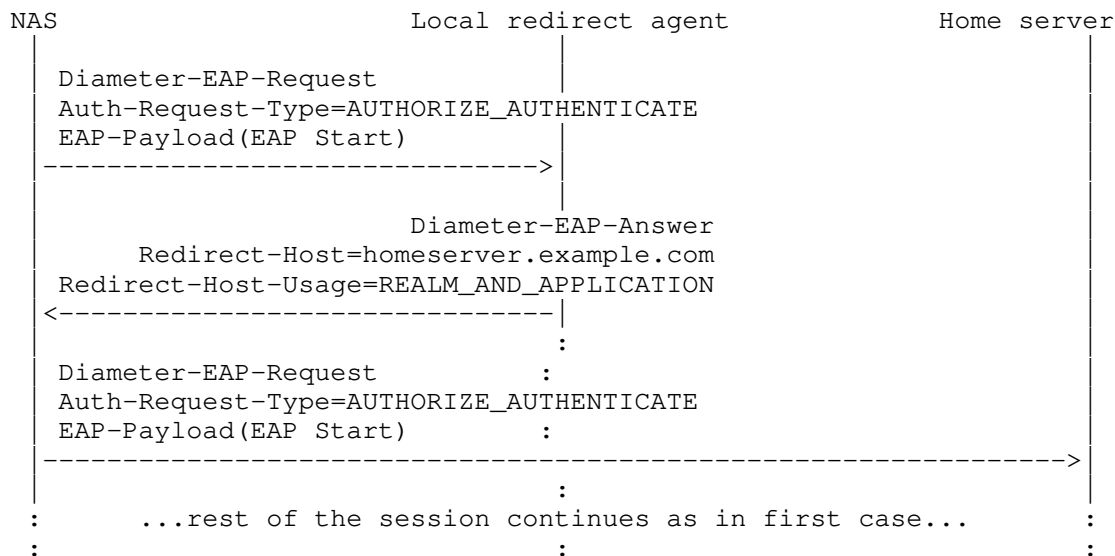 NAS Local redirect agent Home server
Diameter-EAP-Request
Auth-Request-Type=AUTHORIZE_AUTHENTICATE
EAP-Payload(EAP Start)
Diameter-EAP-Answer
Redirect-Host=homeserver.example.com
Redirect-Host-Usage=REALM_AND_APPLICATION
Diameter-EAP-Request
Auth-Request-Type=AUTHORIZE_AUTHENTICATE
EAP-Payload(EAP Start)
...rest of the session continues as in first case...